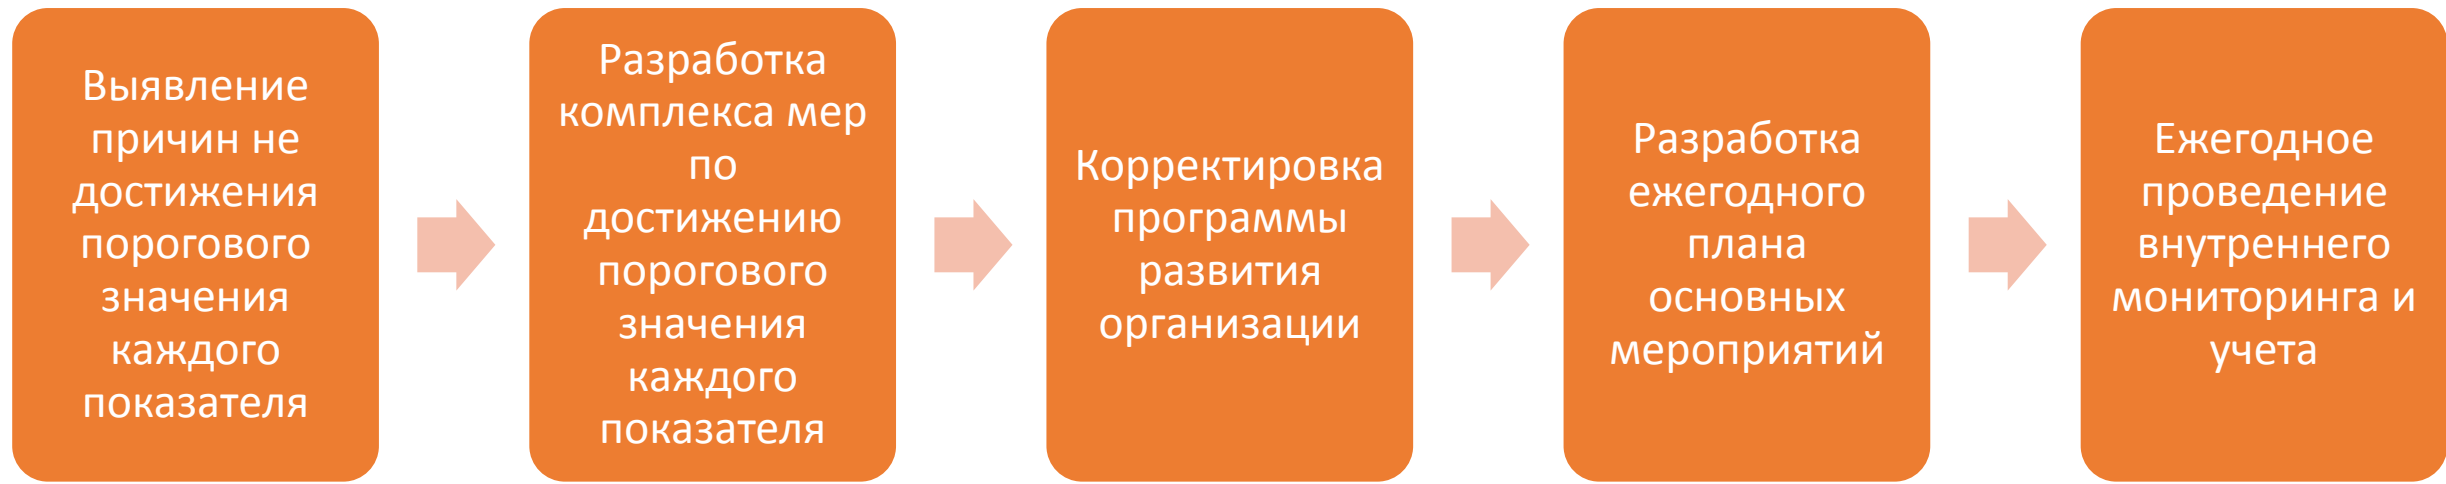 Выявление
причин не
достижения
порогового
значения
каждого
показателя
Разработка
комплекса мер
по
достижению
порогового
значения
каждого
показателя
Корректировка
программы
развития
организации
Разработка
ежегодного
плана
основных
мероприятий
Ежегодное
проведение
внутреннего
мониторинга и
учета